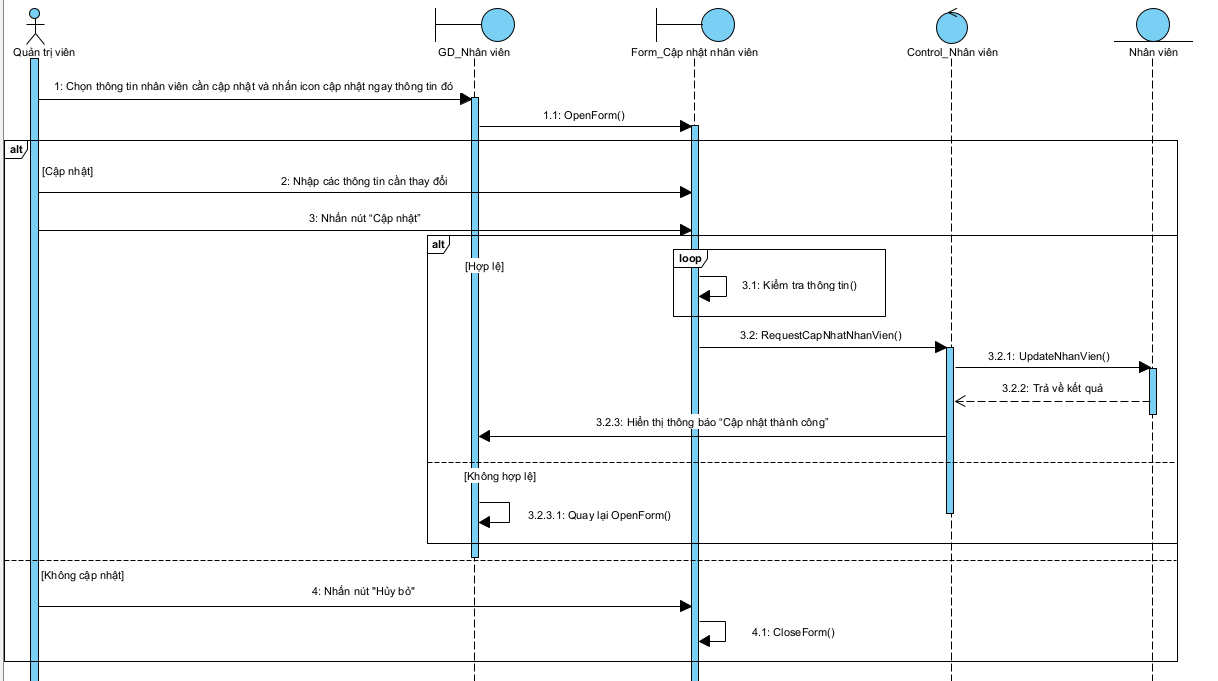 Quản trị viên
GD_Nhân viên
Form_Cập nhật nhân viên
Control_Nhân viên
Nhân viên
1: Chọn thông tin nhân viên cần cập nhật và nhấn icon cập nhật ngay thông tin đó
1.1: OpenForm()
alt
[Cập nhật]
2: Nhập các thông tin cần thay đổi
3: Nhấn nút “Cập nhật”
alt
[Hợp lệ]
loop
3.1: Kiểm tra thông tin()
3.2: RequestCapNhatNhanVien()
3.2.1: UpdateNhanVien()
3.2.2: Trả về kết quả
3.2.3: Hiển thị thông báo “Cập nhật thành công”
[Không hợp lệ]
3.2.3.1: Quay lại OpenForm()
[Không cập nhật]
4: Nhấn nút "Hủy bỏ"
4.1: CloseForm()